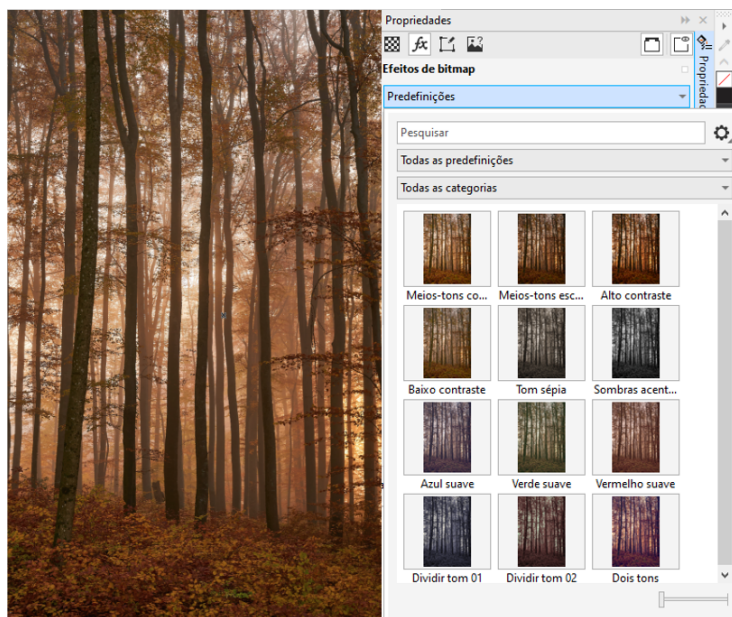 Propriedades
Efeitos de bitmap
Predefinições
Propriedad
Pesquisar
Todas as predefinições
Todas as categorias
Meios-tons co...
Meios-tons esc...
Alto contraste
Baixo contraste
Tom sépia
Sombras acent...
Azul suave
Verde suave
Vermelho suave
Dividir tom 01
Dividir tom 02
Dois tons